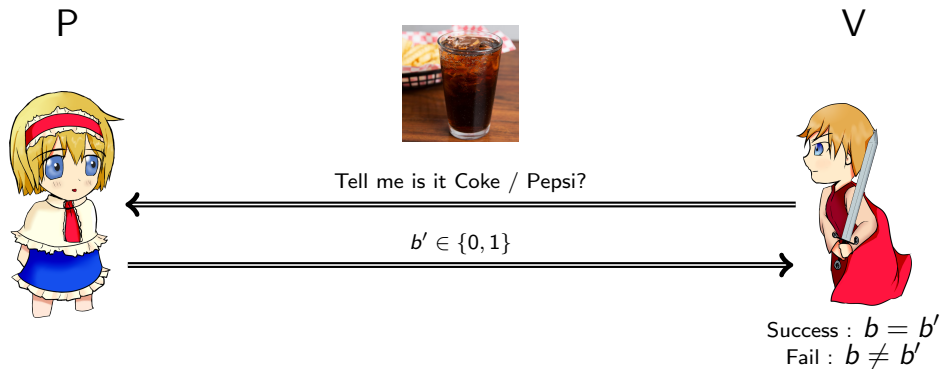 P
V
Tell me is it Coke / Pepsi?
b′ ∈ {0, 1}
Success : b = b′
Fail : b ≠ b′